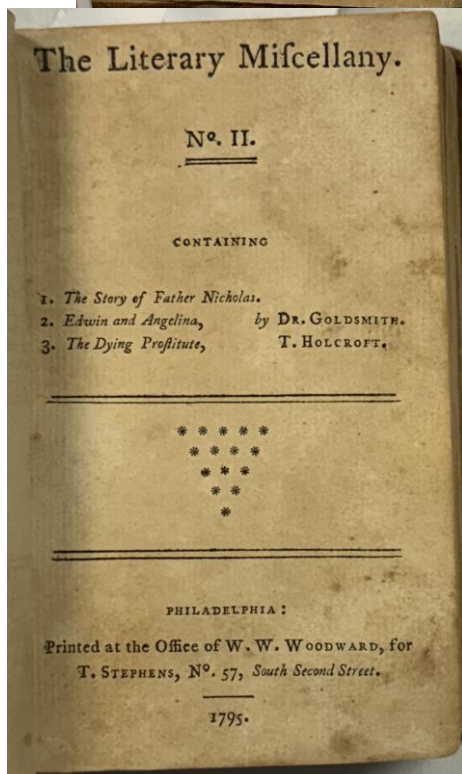 The Literary Miſcellany.
Nº. II.
CONTAINING
1. The Story of Father Nicholas.
2. Edwin and Angelina, by DR. GOLDSMITH.
3. The Dying Proſtitute, T. HOLCROFT.
* * * * *
* * * *
* * *
* *
*
PHILADELPHIA:
Printed at the Office of W. W. WOODWARD, for
T. STEPHENS, Nº. 57, South Second Street.
1795.